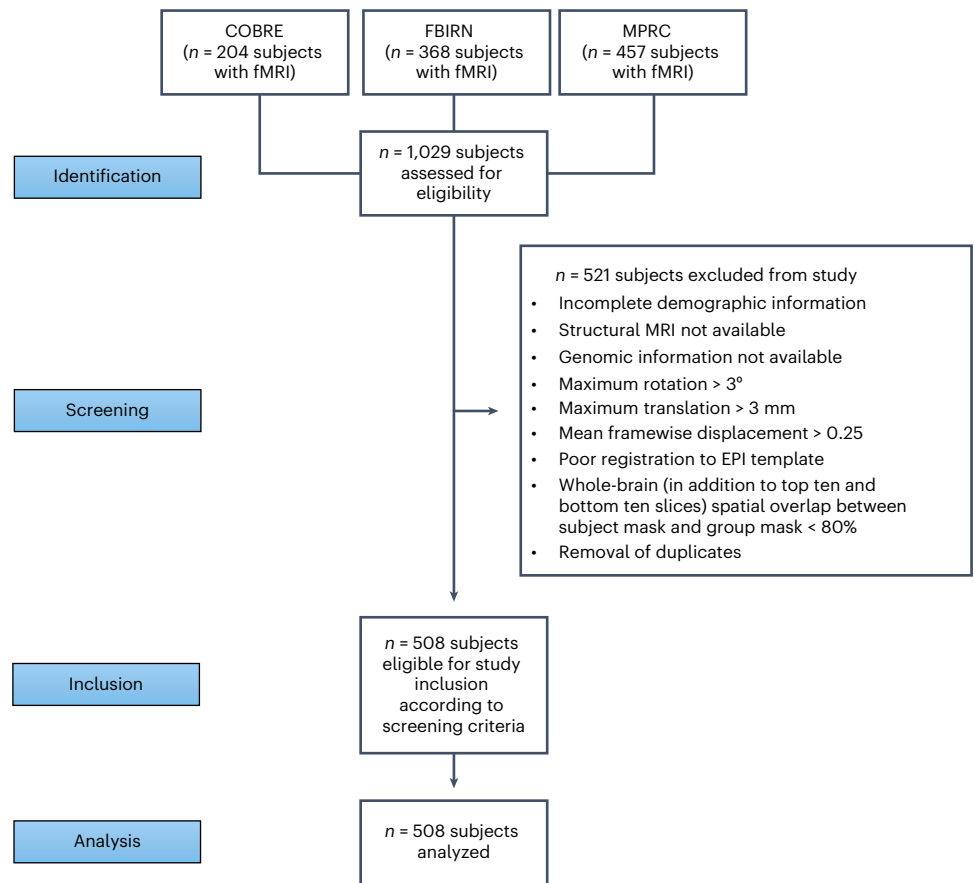 COBRE
(n = 204 subjects
with fMRI)
FBIRN
(n = 368 subjects
with fMRI)
MPRC
(n = 457 subjects
with fMRI)
Identification
n = 1,029 subjects
assessed for
eligibility
Screening
n = 521 subjects excluded from study
• Incomplete demographic information
• Structural MRI not available
• Genomic information not available
• Maximum rotation > 3º
• Maximum translation > 3 mm
• Mean framewise displacement > 0.25
• Poor registration to EPI template
• Whole-brain (in addition to top ten and
bottom ten slices) spatial overlap between
subject mask and group mask < 80%
• Removal of duplicates
Inclusion
n = 508 subjects
eligible for study
inclusion
according to
screening criteria
Analysis
n = 508 subjects
analyzed